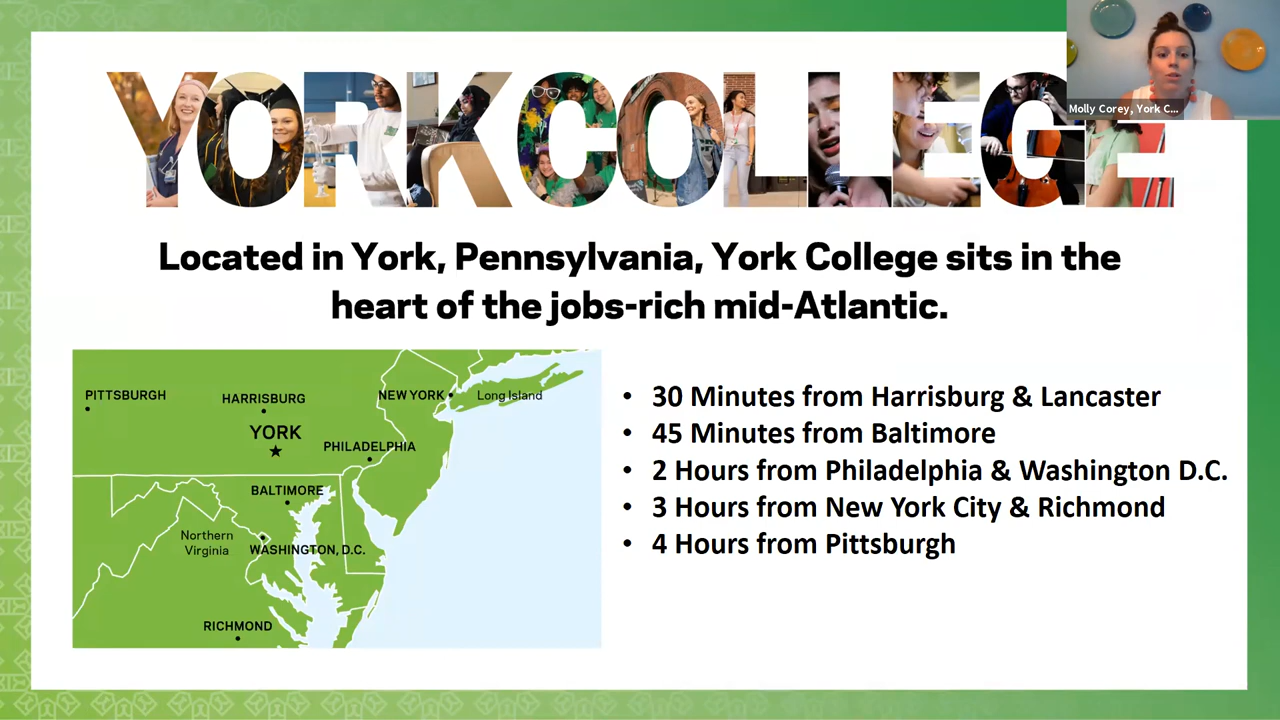 YORK COLLEGE
Molly Corey, York C...
Located in York, Pennsylvania, York College sits in the
heart of the jobs-rich mid-Atlantic.
PITTSBURGH
HARRISBURG
YORK
NEW YORK
Long Island
PHILADELPHIA
BALTIMORE
Northern
Virginia
WASHINGTON, D.C.
RICHMOND
• 30 Minutes from Harrisburg & Lancaster
• 45 Minutes from Baltimore
• 2 Hours from Philadelphia & Washington D.C.
• 3 Hours from New York City & Richmond
• 4 Hours from Pittsburgh